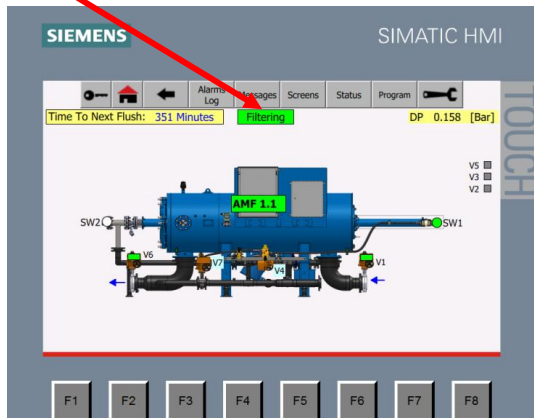 SIEMENS
SIMATIC HMI
TOUCH
Alarms Log
Messages
Screens
Status
Program
Time To Next Flush: 351 Minutes
Filtering
DP 0.158 [Bar]
V5
V3
V2
AMF 1.1
SW2
SW1
V6
V7
V4
V1
F1
F2
F3
F4
F5
F6
F7
F8